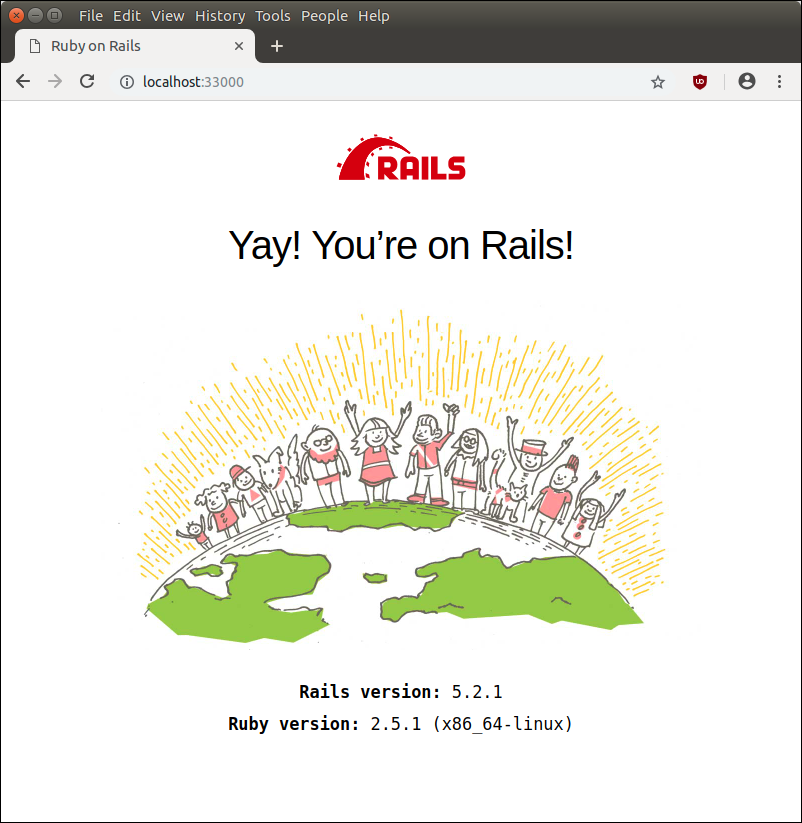 File Edit View History Tools People Help
Ruby on Rails
localhost:33000
RAILS
Yay! You’re on Rails!
Rails version: 5.2.1
Ruby version: 2.5.1 (x86_64-linux)